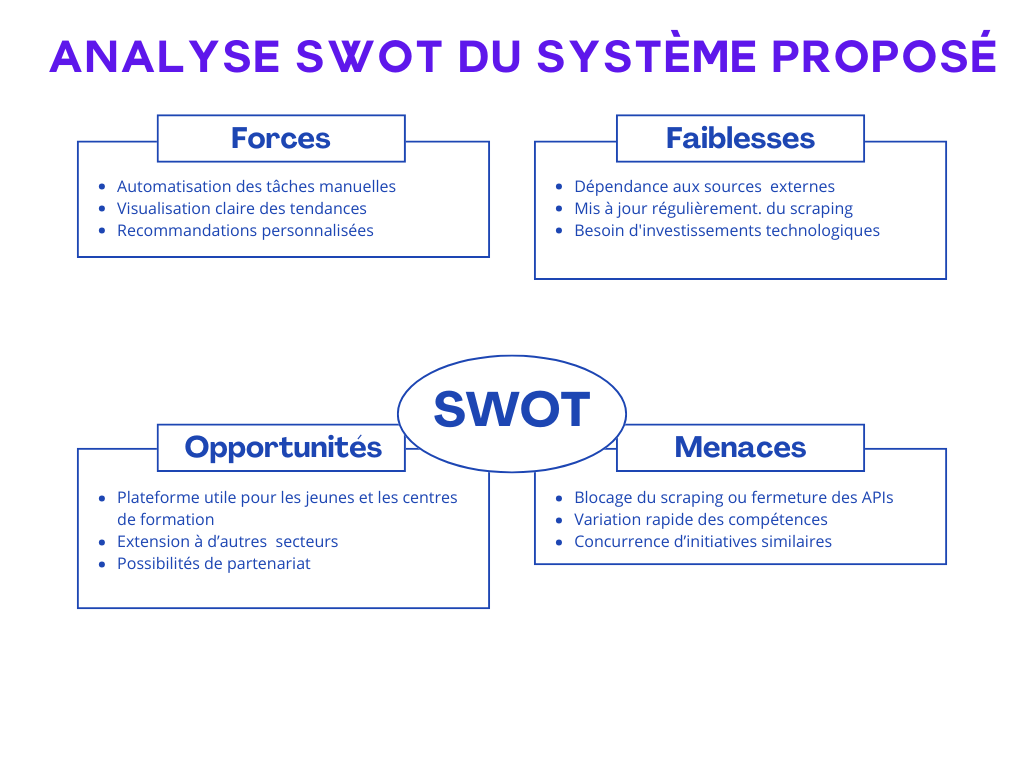 ANALYSE SWOT DU SYSTÈME PROPOSÉ
Forces
• Automatisation des tâches manuelles
• Visualisation claire des tendances
• Recommandations personnalisées
Faiblesses
• Dépendance aux sources  externes
• Mis à jour régulièrement. du scraping
• Besoin d'investissements technologiques
SWOT
Opportunités
• Plateforme utile pour les jeunes et les centres
de formation
• Extension à d’autres  secteurs
• Possibilités de partenariat
Menaces
• Blocage du scraping ou fermeture des APIs
• Variation rapide des compétences
• Concurrence d’initiatives similaires